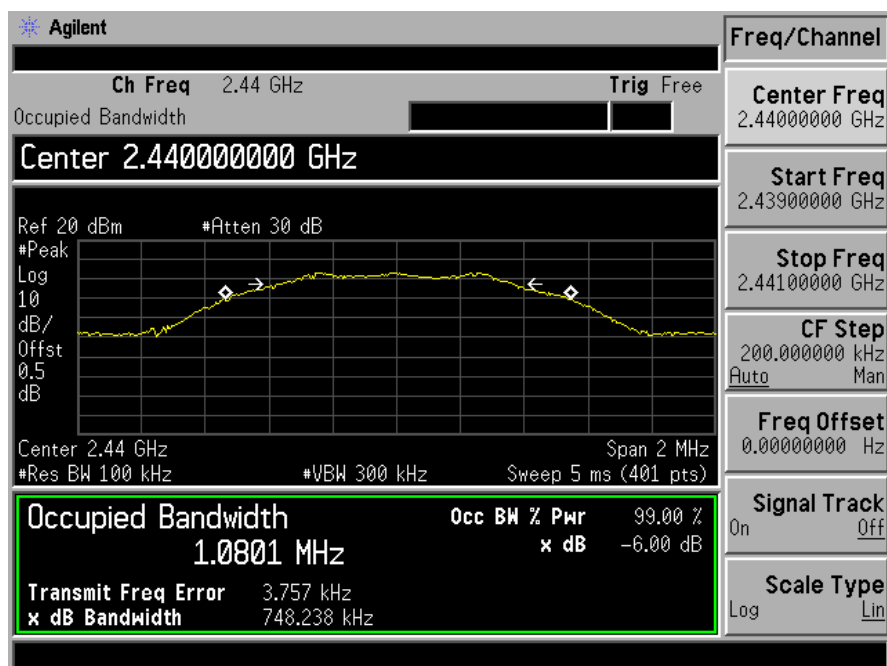 Agilent
Freq/Channel
Ch Freq 2.44 GHz Trig Free
Occupied Bandwidth
Center 2.440000000 GHz
Ref 20 dBm #Atten 30 dB
#Peak
Log
10
dB/
Offst
0.5
dB
Center 2.44 GHz Span 2 MHz
#Res BW 100 kHz #VBW 300 kHz Sweep 5 ms (401 pts)
Occupied Bandwidth Occ BW % Pwr 99.00 %
1.0801 MHz x dB -6.00 dB
Transmit Freq Error 3.757 kHz
x dB Bandwidth 748.238 kHz
Center Freq
2.44000000 GHz
Start Freq
2.43900000 GHz
Stop Freq
2.44100000 GHz
CF Step
200.000000 kHz
Auto Man
Freq Offset
0.00000000 Hz
Signal Track
On Off
Scale Type
Log Lin